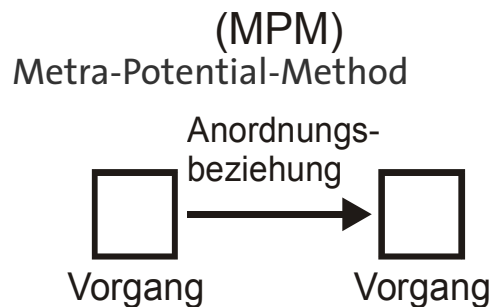 (MPM)
Metra-Potential-Method
Anordnungs-
beziehung
Vorgang Vorgang